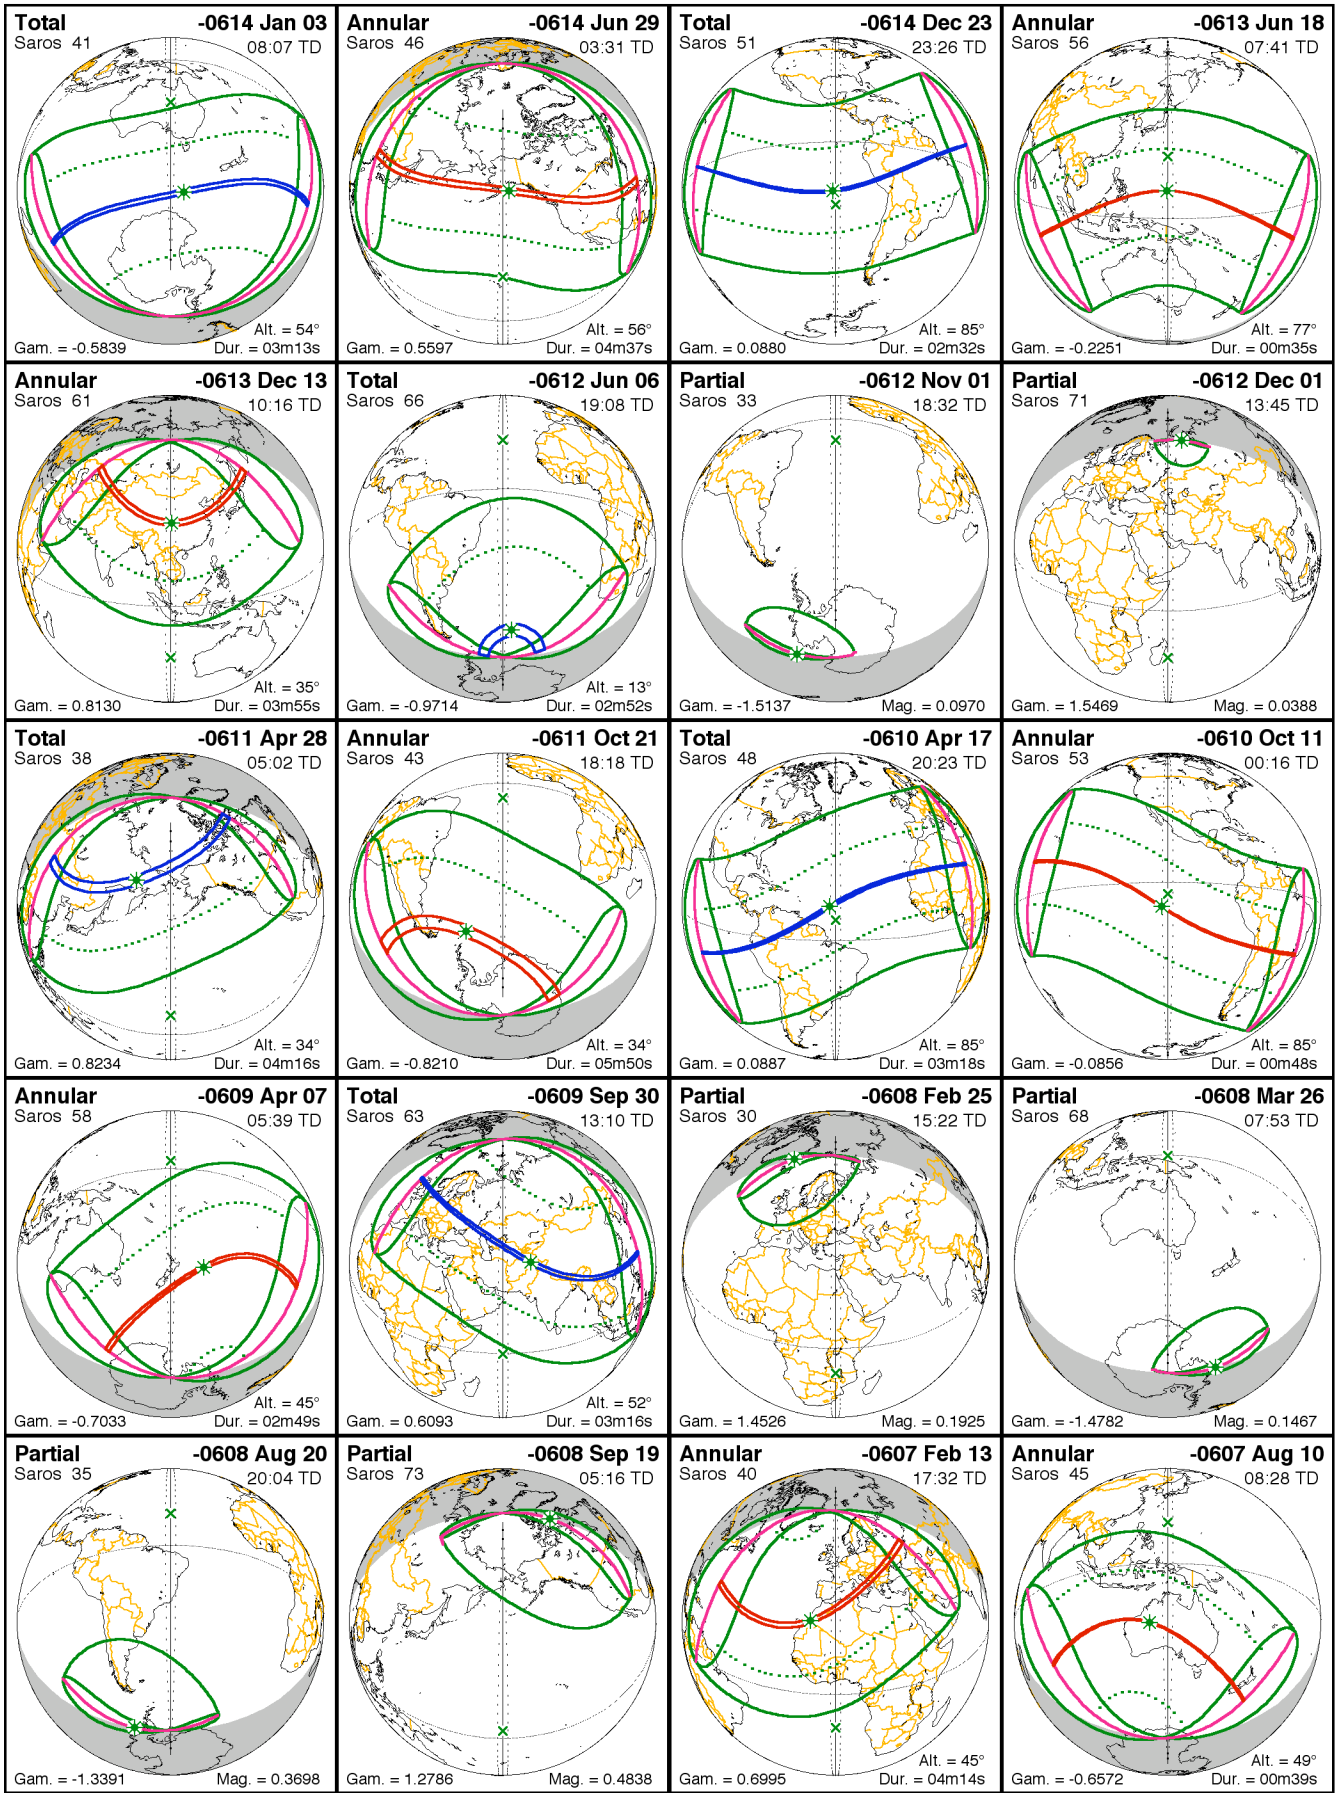 Total -0614 Jan 03
Saros 41 08:07 TD
Alt. = 54°
Gam. = -0.5839 Dur. = 03m13s
Annular -0614 Jun 29
Saros 46 03:31 TD
Alt. = 56°
Gam. = 0.5597 Dur. = 04m37s
Total -0614 Dec 23
Saros 51 23:26 TD
Alt. = 85°
Gam. = 0.0880 Dur. = 02m32s
Annular -0613 Jun 18
Saros 56 07:41 TD
Alt. = 77°
Gam. = -0.2251 Dur. = 00m35s
Annular -0613 Dec 13
Saros 61 10:16 TD
Alt. = 35°
Gam. = 0.8130 Dur. = 03m55s
Total -0612 Jun 06
Saros 66 19:08 TD
Alt. = 13°
Gam. = -0.9714 Dur. = 02m52s
Partial -0612 Nov 01
Saros 33 18:32 TD
Gam. = -1.5137 Mag. = 0.0970
Partial -0612 Dec 01
Saros 71 13:45 TD
Gam. = 1.5469 Mag. = 0.0388
Total -0611 Apr 28
Saros 38 05:02 TD
Alt. = 34°
Gam. = 0.8234 Dur. = 04m16s
Annular -0611 Oct 21
Saros 43 18:18 TD
Alt. = 34°
Gam. = -0.8210 Dur. = 05m50s
Total -0610 Apr 17
Saros 48 20:23 TD
Alt. = 85°
Gam. = 0.0887 Dur. = 03m18s
Annular -0610 Oct 11
Saros 53 00:16 TD
Alt. = 85°
Gam. = -0.0856 Dur. = 00m48s
Annular -0609 Apr 07
Saros 58 05:39 TD
Alt. = 45°
Gam. = -0.7033 Dur. = 02m49s
Total -0609 Sep 30
Saros 63 13:10 TD
Alt. = 52°
Gam. = 0.6093 Dur. = 03m16s
Partial -0608 Feb 25
Saros 30 15:22 TD
Gam. = 1.4526 Mag. = 0.1925
Partial -0608 Mar 26
Saros 68 07:53 TD
Gam. = -1.4782 Mag. = 0.1467
Partial -0608 Aug 20
Saros 35 20:04 TD
Gam. = -1.3391 Mag. = 0.3698
Partial -0608 Sep 19
Saros 73 05:16 TD
Gam. = 1.2786 Mag. = 0.4838
Annular -0607 Feb 13
Saros 40 17:32 TD
Alt. = 45°
Gam. = 0.6995 Dur. = 04m14s
Annular -0607 Aug 10
Saros 45 08:28 TD
Alt. = 49°
Gam. = -0.6572 Dur. = 00m39s